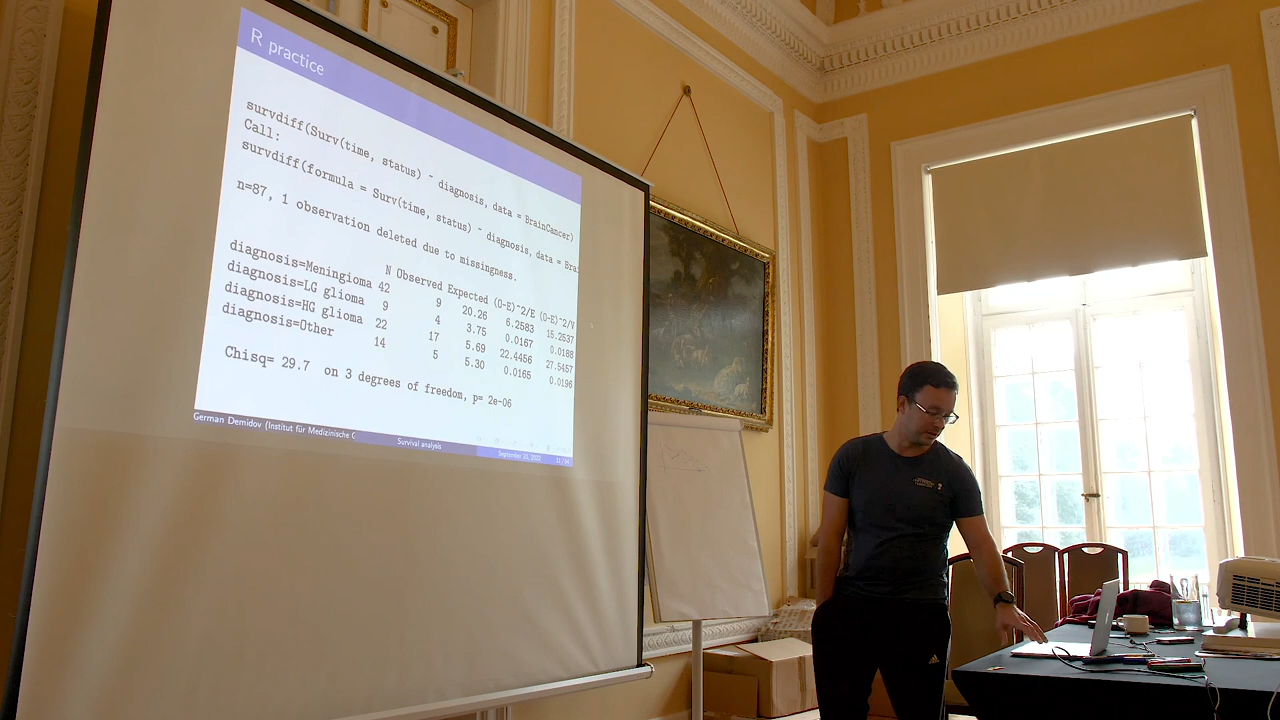 R practice
survdiff(Surv(time, status) ~ diagnosis, data = BrainCancer)
Call:
survdiff(formula = Surv(time, status) ~ diagnosis, data = Brai
n=87, 1 observation deleted due to missingness.
N Observed Expected (O-E)^2/E (O-E)^2/V
diagnosis=Meningioma 42 9 20.26 6.2583 15.2537
diagnosis=LG glioma 9 4 3.75 0.0167 0.0188
diagnosis=HG glioma 22 17 5.69 22.4456 27.5457
diagnosis=Other 14 5 5.30 0.0165 0.0196
Chisq= 29.7 on 3 degrees of freedom, p= 2e-06
German Demidov (Institut für Medizinische G Survival analysis
adidas